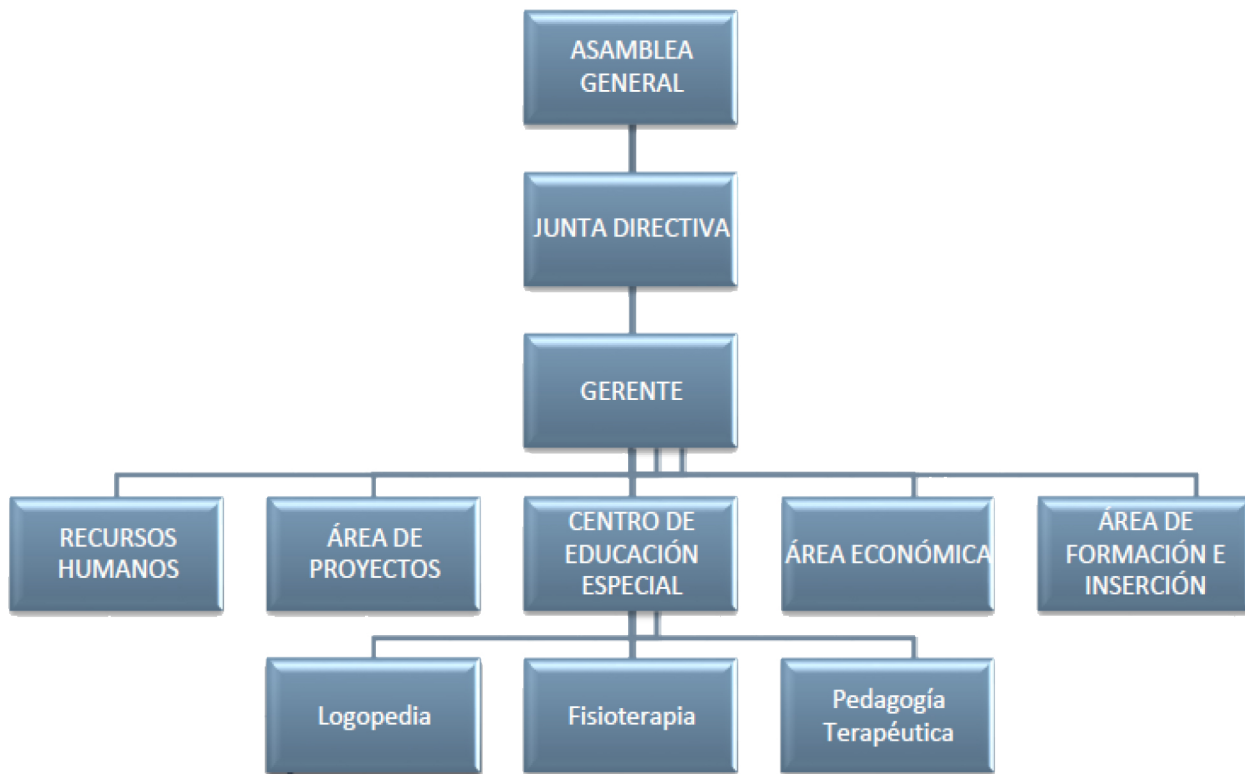 ASAMBLEA
GENERAL
JUNTA DIRECTIVA
GERENTE
RECURSOS
HUMANOS
ÁREA DE
PROYECTOS
CENTRO DE
EDUCACIÓN
ESPECIAL
ÁREA ECONÓMICA
ÁREA DE
FORMACIÓN E
INSERCIÓN
Logopedia
Fisioterapia
Pedagogía
Terapéutica